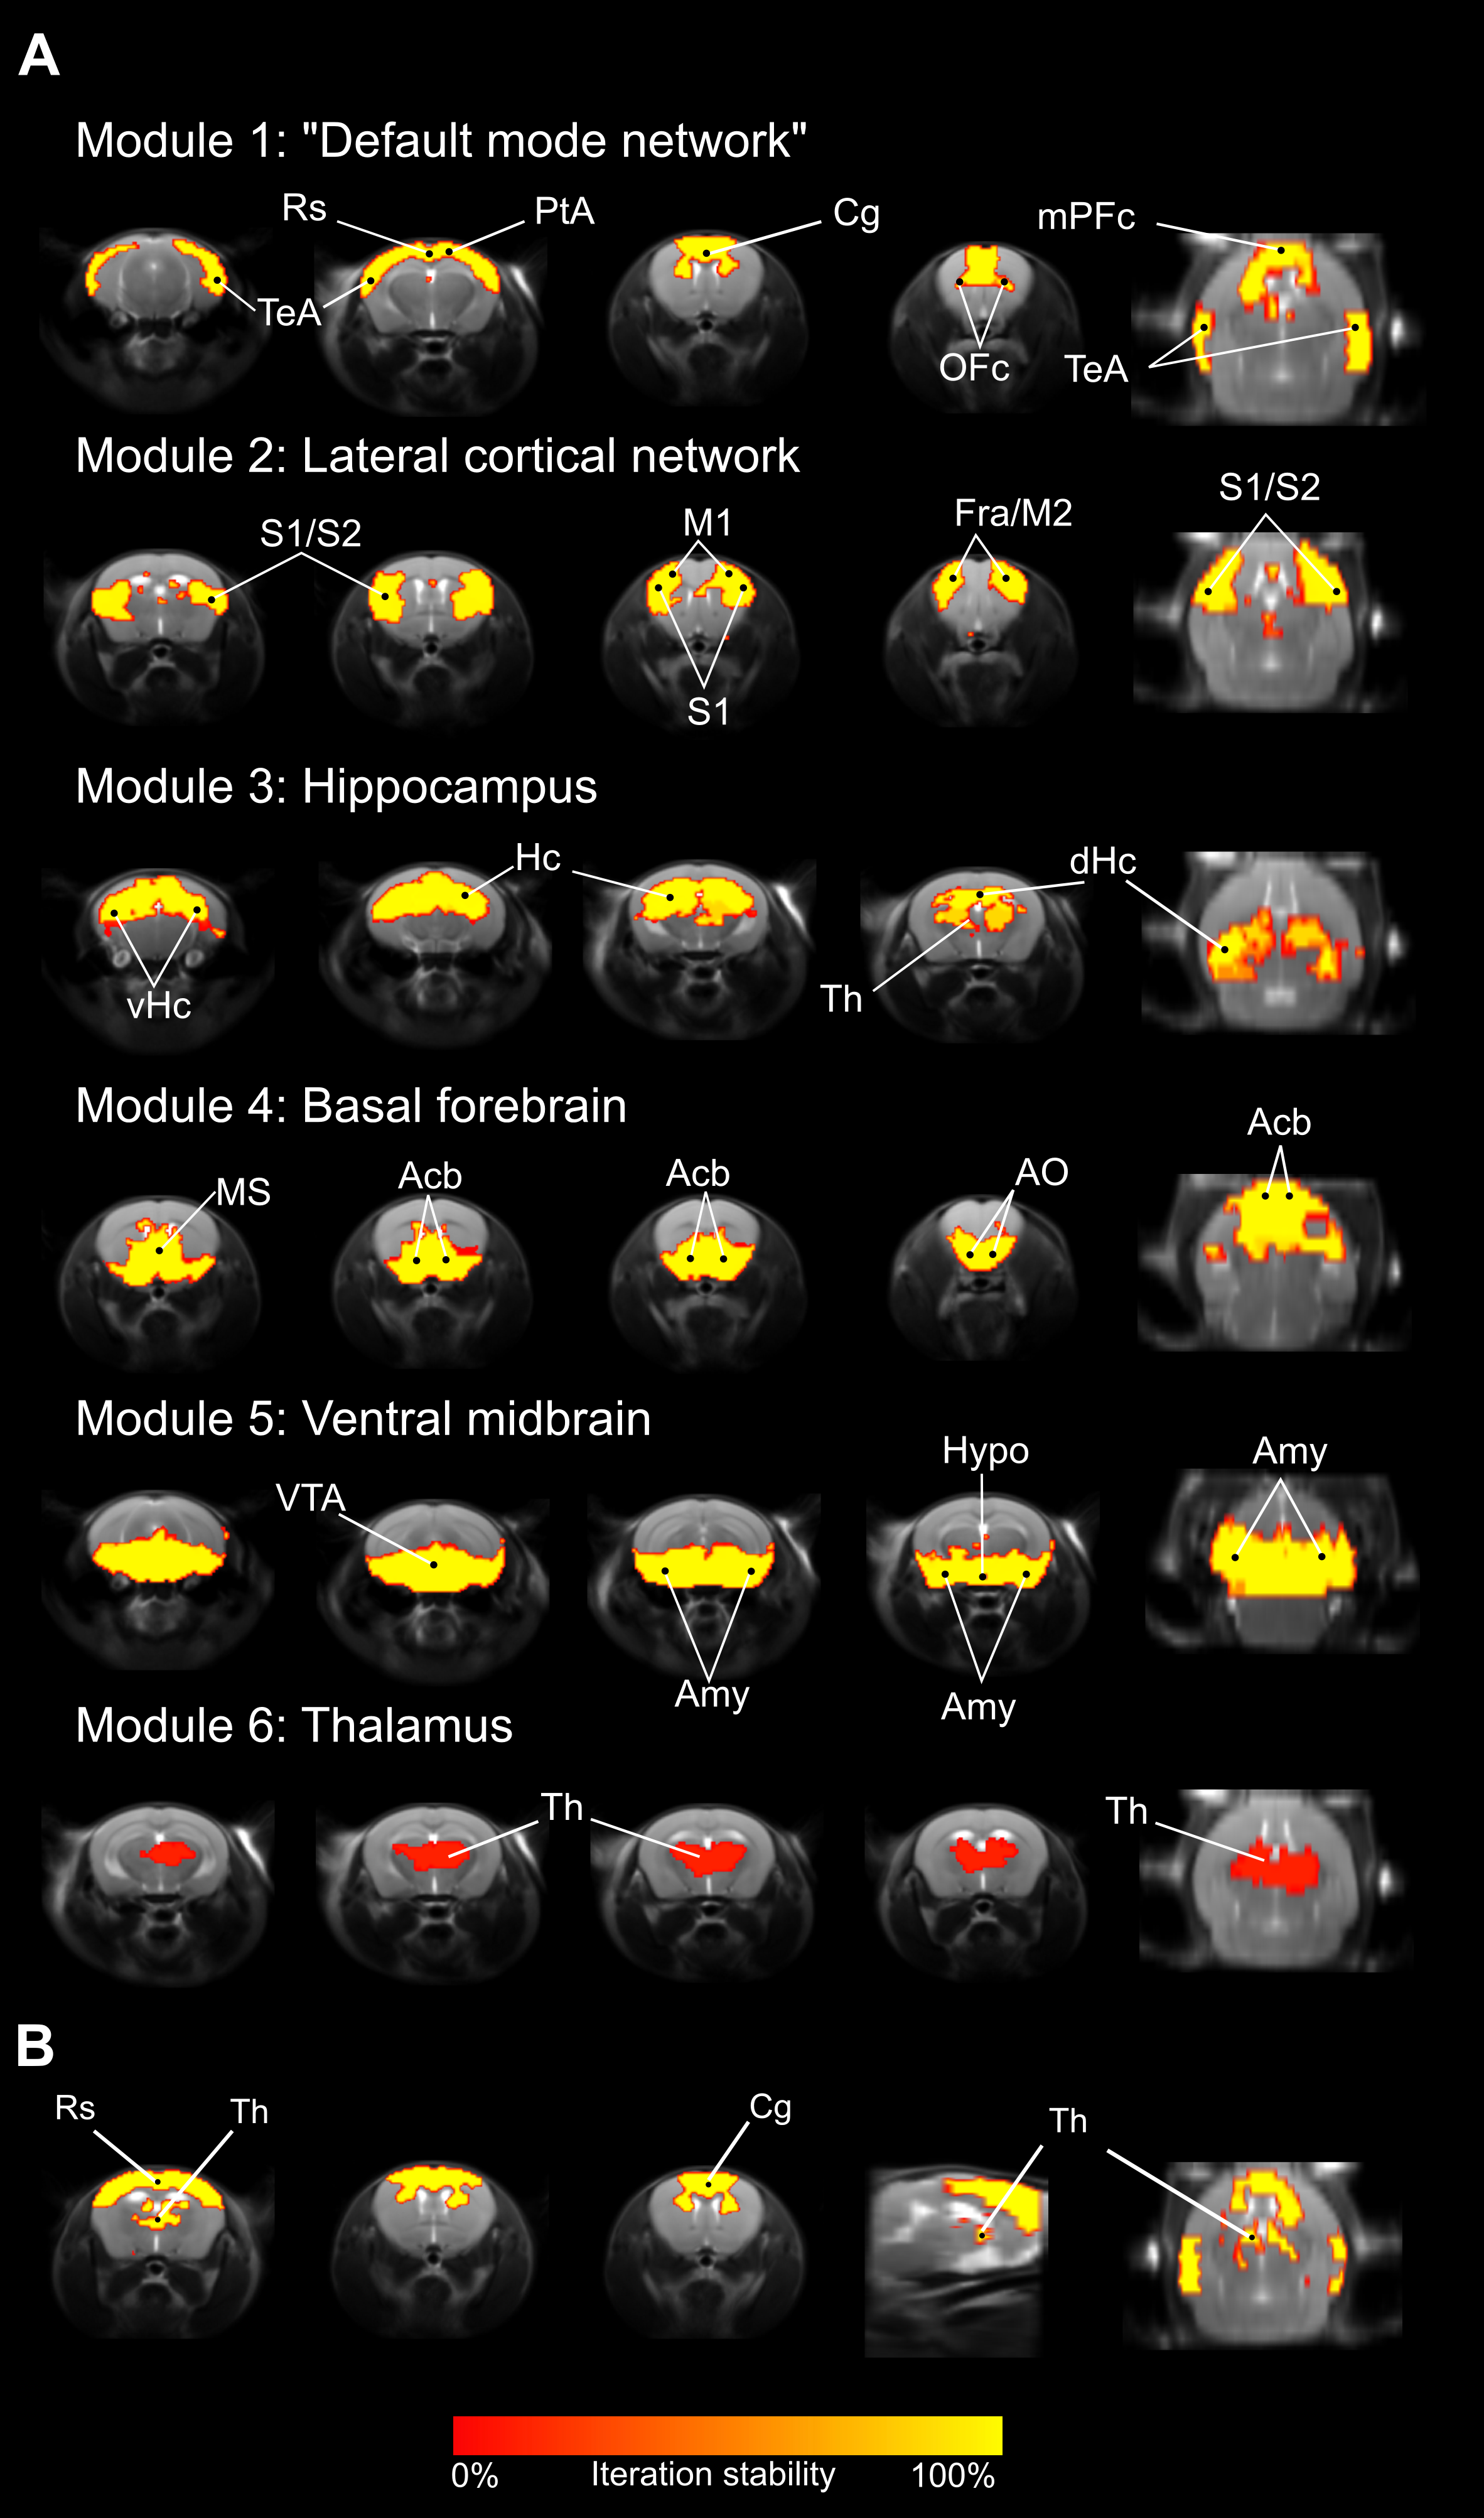 A
Module 1: "Default mode network"
Rs
PtA
Cg
mPFc
TeA
OFc
TeA
Module 2: Lateral cortical network
S1/S2
M1
Fra/M2
S1/S2
S1
Module 3: Hippocampus
Hc
dHc
vHc
Th
Module 4: Basal forebrain
Acb
MS
Acb
Acb
AO
Module 5: Ventral midbrain
VTA
Hypo
Amy
Amy
Amy
Module 6: Thalamus
Th
Th
B
Rs
Th
Cg
Th
0%
Iteration stability
100%